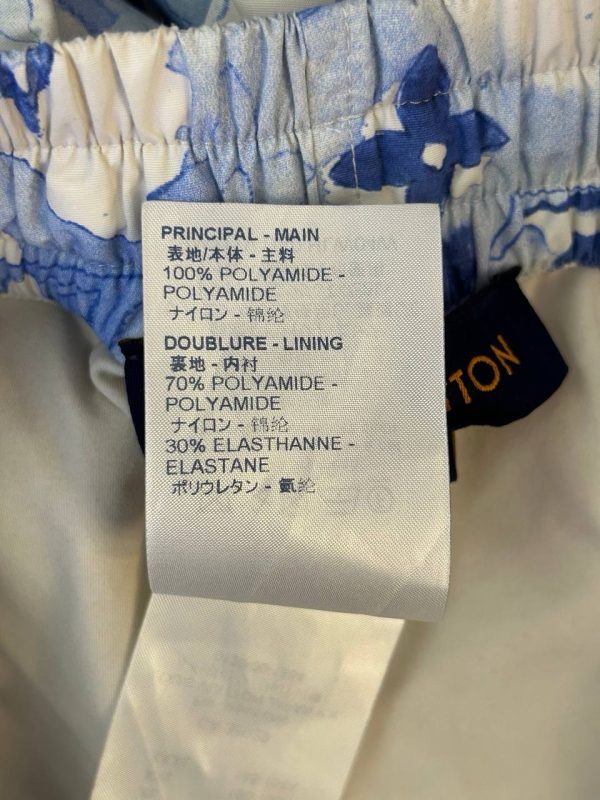 PRINCIPAL - MAIN
表地/本体 - 主料
100% POLYAMIDE -
POLYAMIDE
ナイロン - 锦纶
DOUBLURE - LINING
裏地 - 内衬
70% POLYAMIDE -
POLYAMIDE
ナイロン - 锦纶
30% ELASTHANNE -
ELASTANE
ポリウレタン - 氨纶
TON